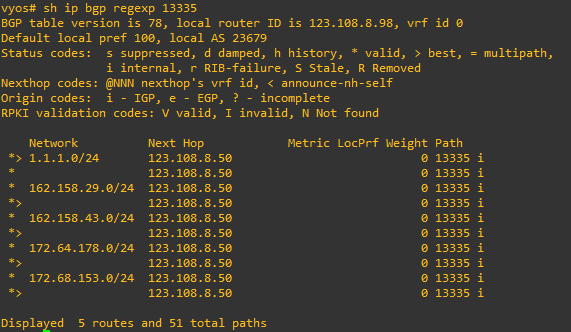 vyos# sh ip bgp regexp 13335
BGP table version is 78, local router ID is 123.108.8.98, vrf id 0
Default local pref 100, local AS 23679
Status codes:  s suppressed, d damped, h history, * valid, > best, = multipath,
               i internal, r RIB-failure, S Stale, R Removed
Nexthop codes: @NNN nexthop's vrf id, < announce-nh-self
Origin codes:  i - IGP, e - EGP, ? - incomplete
RPKI validation codes: V valid, I invalid, N Not found

    Network          Next Hop            Metric LocPrf Weight Path
 *> 1.1.1.0/24       123.108.8.50                           0 13335 i
 *                   123.108.8.50                           0 13335 i
 *  162.158.29.0/24  123.108.8.50                           0 13335 i
 *>                  123.108.8.50                           0 13335 i
 *  162.158.43.0/24  123.108.8.50                           0 13335 i
 *>                  123.108.8.50                           0 13335 i
 *  172.64.178.0/24  123.108.8.50                           0 13335 i
 *>                  123.108.8.50                           0 13335 i
 *  172.68.153.0/24  123.108.8.50                           0 13335 i
 *>                  123.108.8.50                           0 13335 i

Displayed  5 routes and 51 total paths